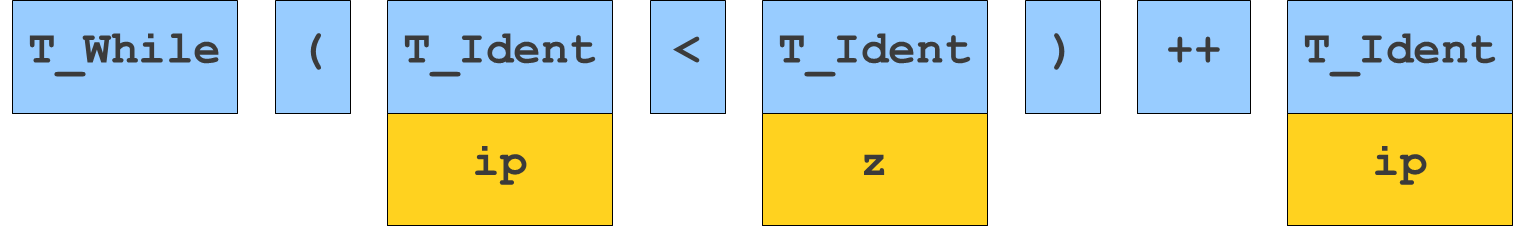 T_While ( T_Ident < T_Ident ) ++ T_Ident
ip z ip